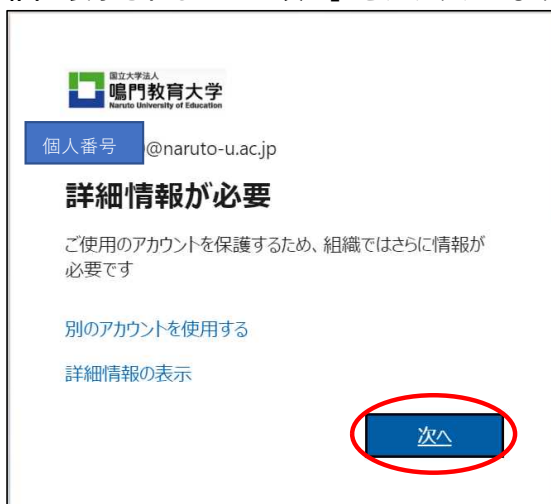 国立大学法人
鳴門教育大学
Naruto University of Education
個人番号 @naruto-u.ac.jp
詳細情報が必要
ご使用のアカウントを保護するため、組織ではさらに情報が
必要です
別のアカウントを使用する
詳細情報の表示
次へ